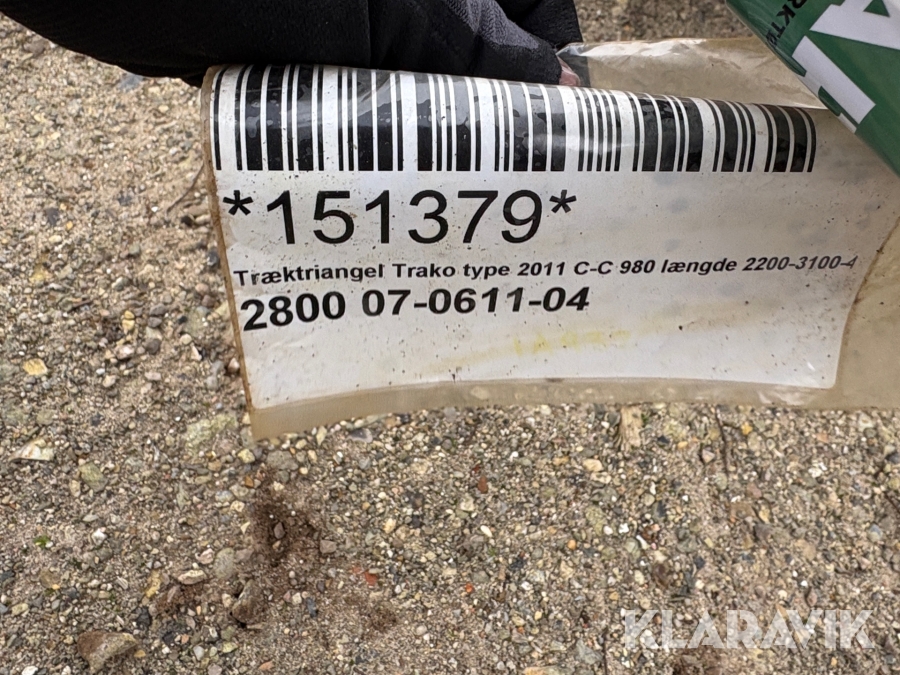 *151379*
Træktriangel Trako type 2011 C-C 980 længde 2200-3100-4
2800 07-0611-04
KLARAVIK